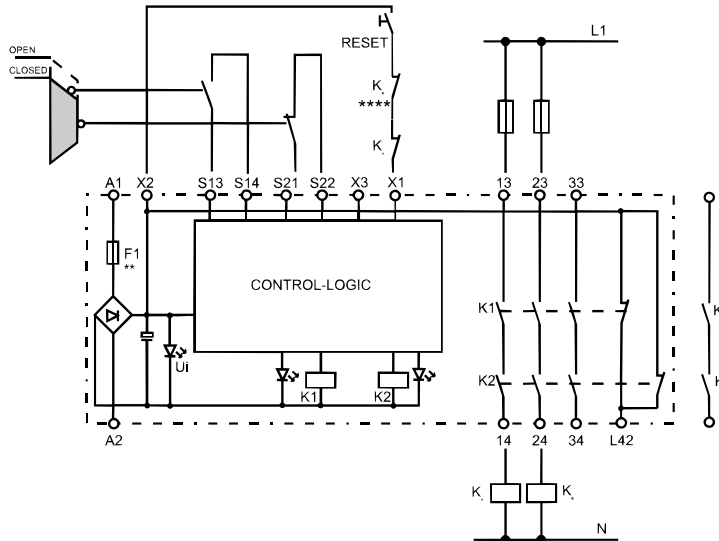 L1
RESET
OPEN
CLOSED
K.
****
K.
A1 X2 S13 S14 S21 S22 X3 X1 13 23 33
F1
**
CONTROL-LOGIC
K1
K
Ui
K1 K2
K2
K
A2 14 24 34 L42
K. K.
N